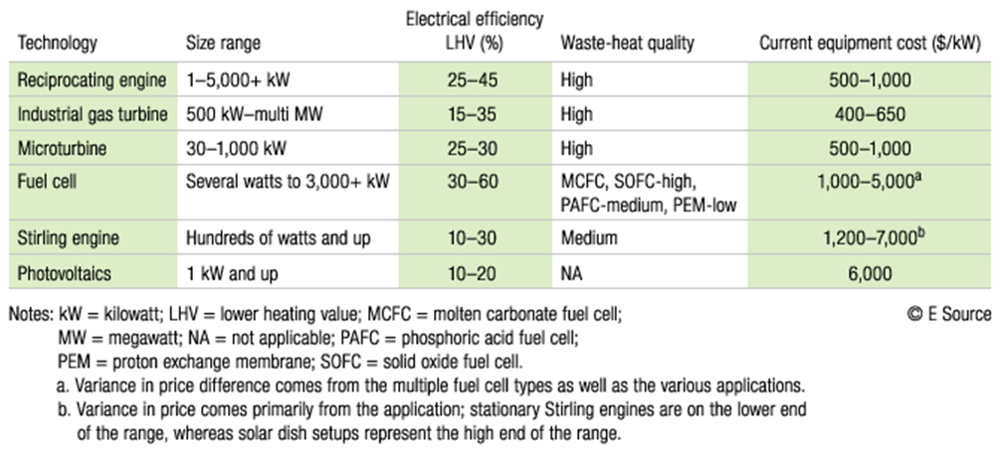 Electrical efficiency
Technology Size range LHV (%) Waste-heat quality Current equipment cost ($/kW)
Reciprocating engine 1–5,000+ kW 25–45 High 500–1,000
Industrial gas turbine 500 kW–multi MW 15–35 High 400–650
Microturbine 30–1,000 kW 25–30 High 500–1,000
Fuel cell Several watts to 3,000+ kW 30–60 MCFC, SOFC-high, 1,000–5,000a
PAFC-medium, PEM-low
Stirling engine Hundreds of watts and up 10–30 Medium 1,200–7,000b
Photovoltaics 1 kW and up 10–20 NA 6,000
Notes: kW = kilowatt; LHV = lower heating value; MCFC = molten carbonate fuel cell; © E Source
MW = megawatt; NA = not applicable; PAFC = phosphoric acid fuel cell;
PEM = proton exchange membrane; SOFC = solid oxide fuel cell.
a. Variance in price difference comes from the multiple fuel cell types as well as the various applications.
b. Variance in price comes primarily from the application; stationary Stirling engines are on the lower end
of the range, whereas solar dish setups represent the high end of the range.